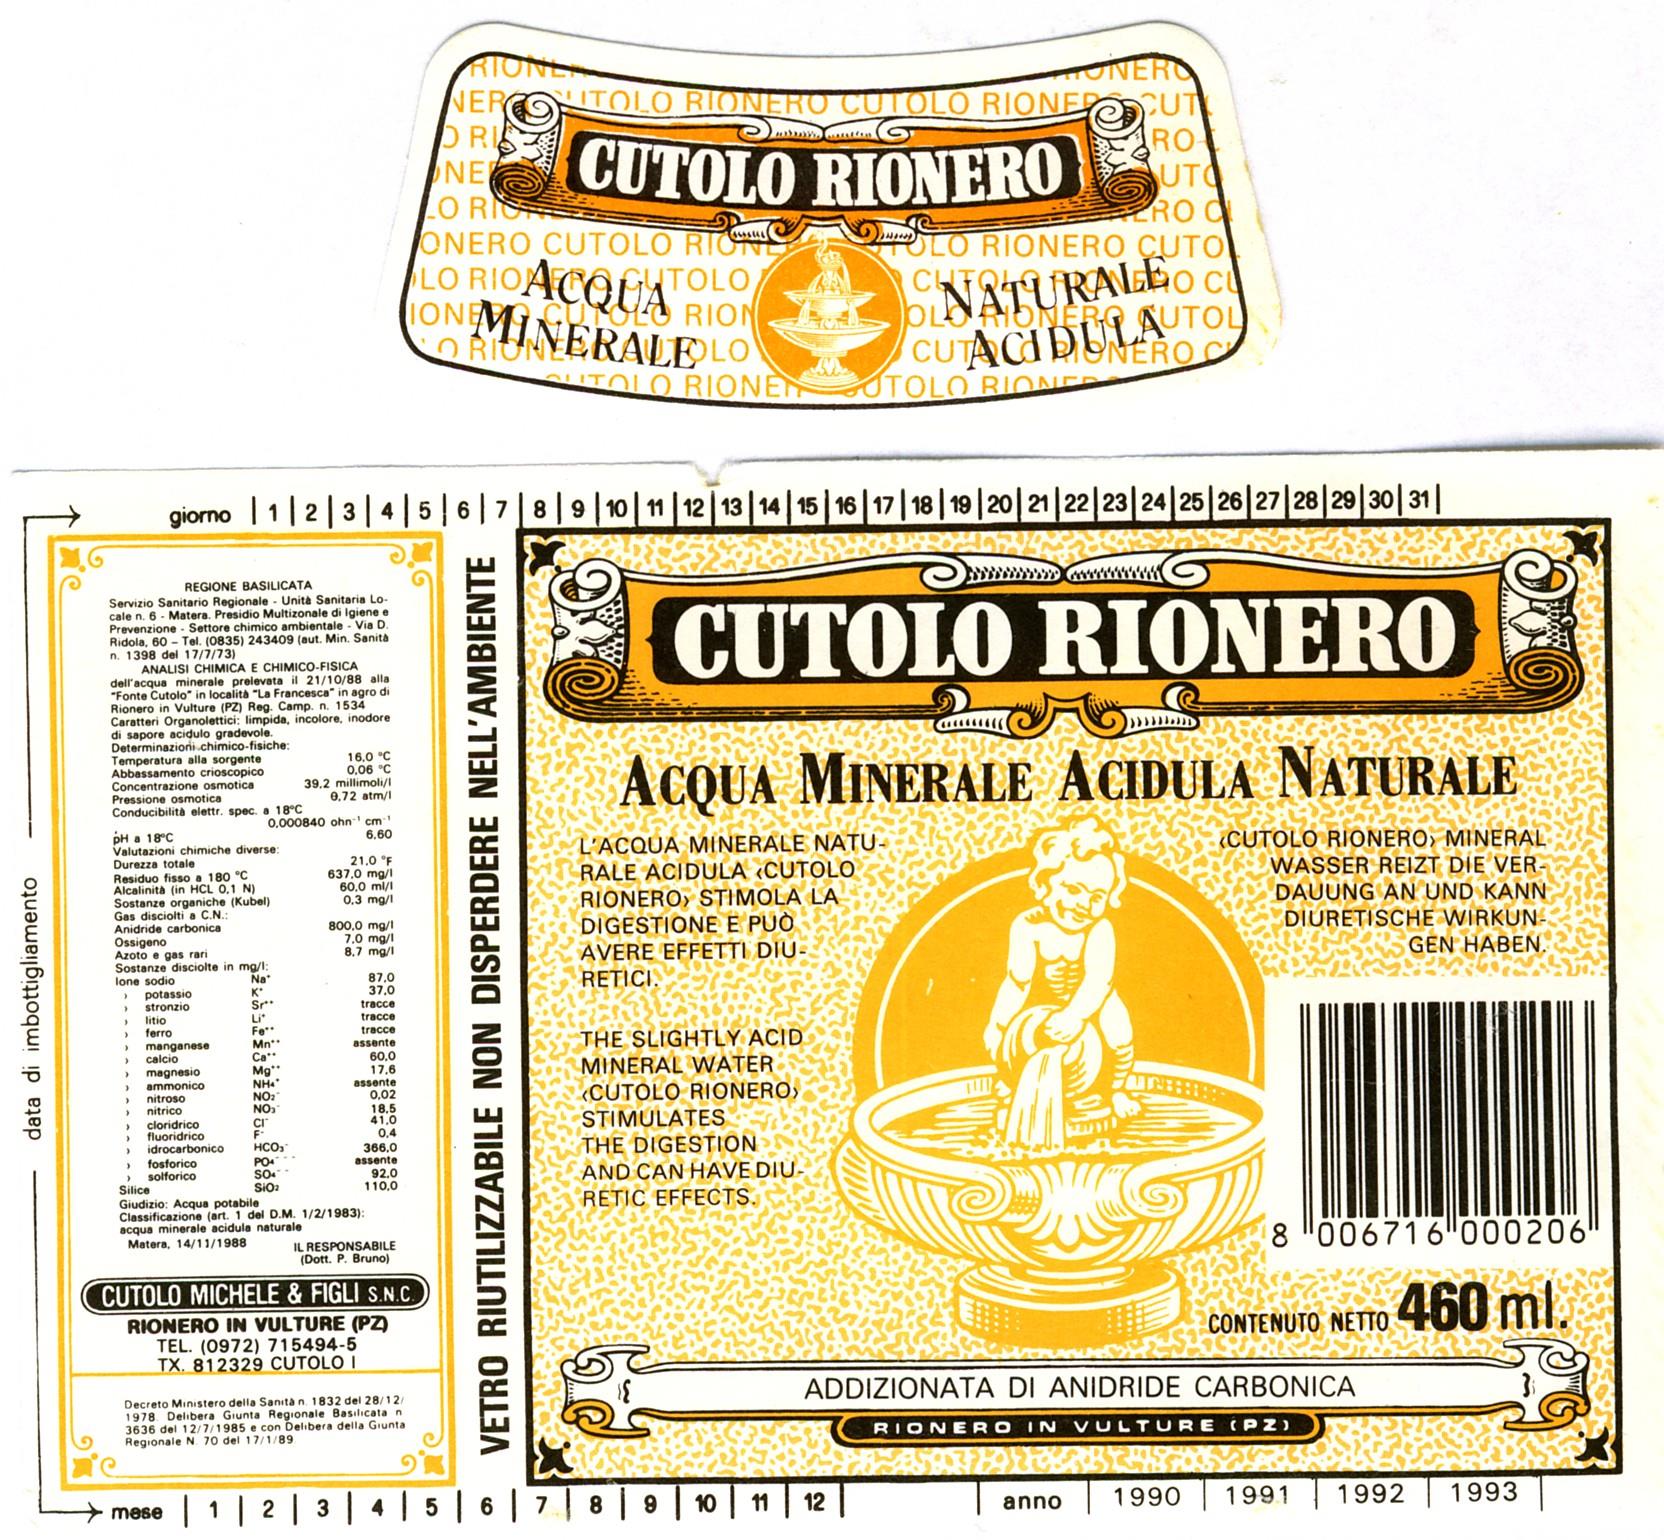 CUTOLO RIONERO
ACQUA
MINERALE
NATURALE
ACIDULA
giorno | 1 | 2 | 3 | 4 | 5 | 6 | 7 | 8 | 9 | 10 | 11 | 12 | 13 | 14 | 15 | 16 | 17 | 18 | 19 | 20 | 21 | 22 | 23 | 24 | 25 | 26 | 27 | 28 | 29 | 30 | 31 |
data di imbottigliamento
REGIONE BASILICATA
Servizio Sanitario Regionale - Unità Sanitaria Lo-
cale n. 6 - Matera. Presidio Multizonale di Igiene e
Prevenzione - Settore chimico ambientale - Via D.
Ridola, 60 – Tel. (0835) 243409 (aut. Min. Sanità
n. 1398 del 17/7/73)
ANALISI CHIMICA E CHIMICO-FISICA
dell'acqua minerale prelevata il 21/10/88 alla
"Fonte Cutolo" in località "La Francesca" in agro di
Rionero in Vulture (PZ) Reg. Camp. n. 1534
Caratteri Organolettici: limpida, incolore, inodore
di sapore acidulo gradevole.
Determinazioni chimico-fisiche:
Temperatura alla sorgente 16,0 °C
Abbassamento crioscopico 0,06 °C
Concentrazione osmotica 39.2 millimoli/l
Pressione osmotica 0,72 atm/l
Conducibilità elettr. spec. a 18°C
0,000840 ohn⁻¹ cm⁻¹
pH a 18°C 6.60
Valutazioni chimiche diverse:
Durezza totale 21.0 °F
Residuo fisso a 180 °C 637,0 mg/l
Alcalinità (in HCL 0,1 N) 60,0 ml/l
Sostanze organiche (Kubel) 0.3 mg/l
Gas disciolti a C.N.:
Anidride carbonica 800,0 mg/l
Ossigeno 7.0 mg/l
Azoto e gas rari 8,7 mg/l
Sostanze disciolte in mg/l:
Ione sodio Na⁺ 87,0
› potassio K⁺ 37,0
› stronzio Sr⁺⁺ tracce
› litio Li⁺ tracce
› ferro Fe⁺⁺ tracce
› manganese Mn⁺⁺ assente
› calcio Ca⁺⁺ 60,0
› magnesio Mg⁺⁺ 17,6
› ammonico NH₄⁺ assente
› nitroso NO₂⁻ 0,02
› nitrico NO₃⁻ 18,5
› cloridrico Cl⁻ 41,0
› fluoridrico F⁻ 0,4
› idrocarbonico HCO₃⁻ 366,0
› fosforico PO₄⁻⁻⁻ assente
› solforico SO₄⁻⁻ 92,0
Silice SiO₂ 110,0
Giudizio: Acqua potabile
Classificazione (art. 1 del D.M. 1/2/1983):
acqua minerale acidula naturale
Matera, 14/11/1988 IL RESPONSABILE
(Dott. P. Bruno)
CUTOLO MICHELE & FIGLI S.N.C.
RIONERO IN VULTURE (PZ)
TEL. (0972) 715494-5
TX. 812329 CUTOLO I
Decreto Ministero della Sanità n. 1832 del 28/12/
1978. Delibera Giunta Regionale Basilicata n
3636 del 12/7/1985 e con Delibera della Giunta
Regionale N. 70 del 17/1/89
VETRO RIUTILIZZABILE NON DISPERDERE NELL'AMBIENTE
CUTOLO RIONERO
ACQUA MINERALE ACIDULA NATURALE
L'ACQUA MINERALE NATU-
RALE ACIDULA ‹CUTOLO
RIONERO› STIMOLA LA
DIGESTIONE E PUÒ
AVERE EFFETTI DIU-
RETICI.
THE SLIGHTLY ACID
MINERAL WATER
‹CUTOLO RIONERO›
STIMULATES
THE DIGESTION
AND CAN HAVE DIU-
RETIC EFFECTS.
‹CUTOLO RIONERO› MINERAL
WASSER REIZT DIE VER-
DAUUNG AN UND KANN
DIURETISCHE WIRKUN-
GEN HABEN.
8 006716 000206
CONTENUTO NETTO 460 ml.
ADDIZIONATA DI ANIDRIDE CARBONICA
RIONERO IN VULTURE (PZ)
mese | 1 | 2 | 3 | 4 | 5 | 6 | 7 | 8 | 9 | 10 | 11 | 12 | | anno | 1990 | 1991 | 1992 | 1993 |